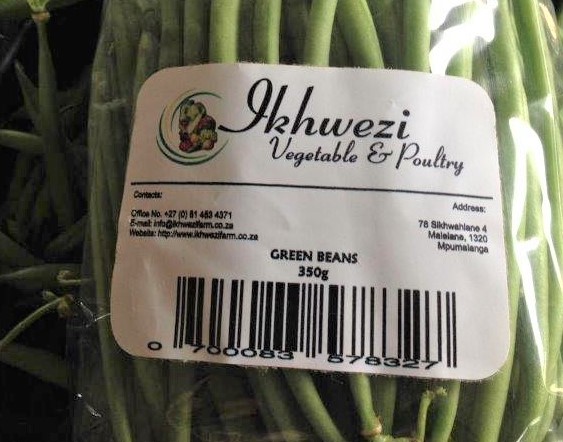 Ikhwezi
Vegetable & Poultry
Contacts:
Office No. +27 (0) 81 453 4371
E-mail: info@ikhwezifarm.co.za
Website: http://www.ikhwezifarm.co.za
Address:
78 Sikhwahlane 4
Malelane, 1320
Mpumalanga
GREEN BEANS
350g
0 700083 578327